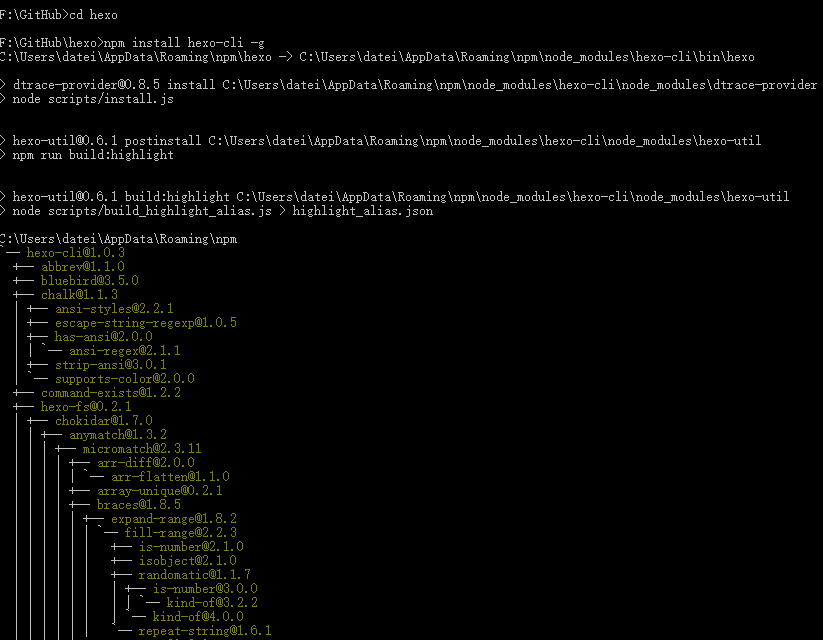 F:\GitHub>cd hexo
F:\GitHub\hexo>npm install hexo-cli -g
C:\Users\datei\AppData\Roaming\npm\hexo -> C:\Users\datei\AppData\Roaming\npm\node_modules\hexo-cli\bin\hexo
> dtrace-provider@0.8.5 install C:\Users\datei\AppData\Roaming\npm\node_modules\hexo-cli\node_modules\dtrace-provider
> node scripts/install.js
> hexo-util@0.6.1 postinstall C:\Users\datei\AppData\Roaming\npm\node_modules\hexo-cli\node_modules\hexo-util
> npm run build:highlight
> hexo-util@0.6.1 build:highlight C:\Users\datei\AppData\Roaming\npm\node_modules\hexo-cli\node_modules\hexo-util
> node scripts/build_highlight_alias.js > highlight_alias.json
C:\Users\datei\AppData\Roaming\npm
`-- hexo-cli@1.0.3
+-- abbrev@1.1.0
+-- bluebird@3.5.0
+-- chalk@1.1.3
| +-- ansi-styles@2.2.1
| +-- escape-string-regexp@1.0.5
| +-- has-ansi@2.0.0
| | `-- ansi-regex@2.1.1
| +-- strip-ansi@3.0.1
| `-- supports-color@2.0.0
+-- command-exists@1.2.2
+-- hexo-fs@0.2.1
| +-- chokidar@1.7.0
| | +-- anymatch@1.3.2
| | | +-- micromatch@2.3.11
| | | | +-- arr-diff@2.0.0
| | | | | `-- arr-flatten@1.1.0
| | | | +-- array-unique@0.2.1
| | | | +-- braces@1.8.5
| | | | | +-- expand-range@1.8.2
| | | | | | `-- fill-range@2.2.3
| | | | | |   +-- is-number@2.1.0
| | | | | |   +-- isobject@2.1.0
| | | | | |   +-- randomatic@1.1.7
| | | | | |   | +-- is-number@3.0.0
| | | | | |   | | `-- kind-of@3.2.2
| | | | | |   | `-- kind-of@4.0.0
| | | | | |   `-- repeat-string@1.6.1